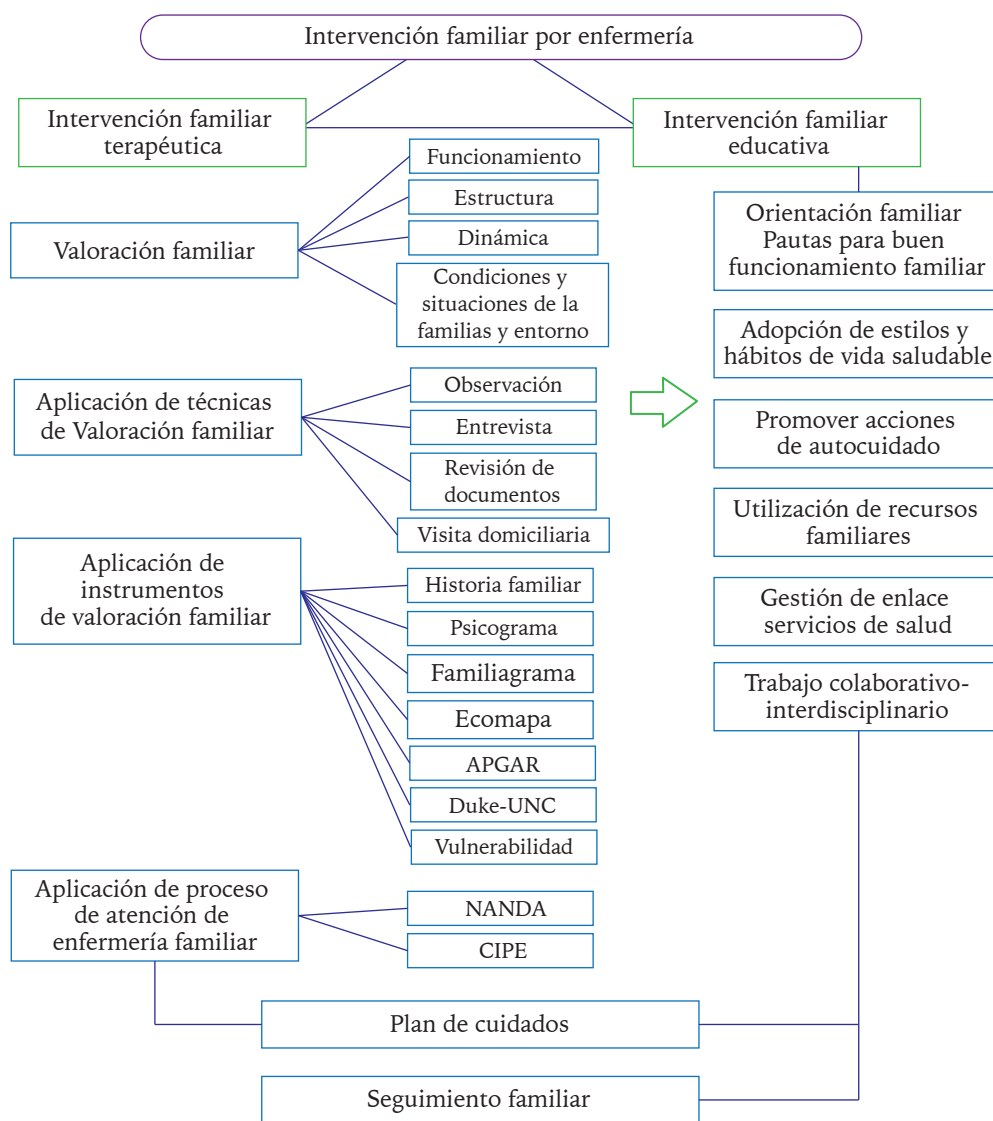 Intervención familiar por enfermería
Intervención familiar
terapéutica
Intervención familiar
educativa
Valoración familiar
Funcionamiento
Estructura
Dinámica
Condiciones y
situaciones de la
familias y entorno
Aplicación de técnicas
de Valoración familiar
Observación
Entrevista
Revisión de
documentos
Visita domiciliaria
Aplicación de
instrumentos
de valoración familiar
Historia familiar
Psicograma
Familiagrama
Ecomapa
APGAR
Duke-UNC
Vulnerabilidad
Aplicación de proceso
de atención de
enfermería familiar
NANDA
CIPE
Orientación familiar
Pautas para buen
funcionamiento familiar
Adopción de estilos y
hábitos de vida saludable
Promover acciones
de autocuidado
Utilización de recursos
familiares
Gestión de enlace
servicios de salud
Trabajo colaborativo-
interdisciplinario
Plan de cuidados
Seguimiento familiar